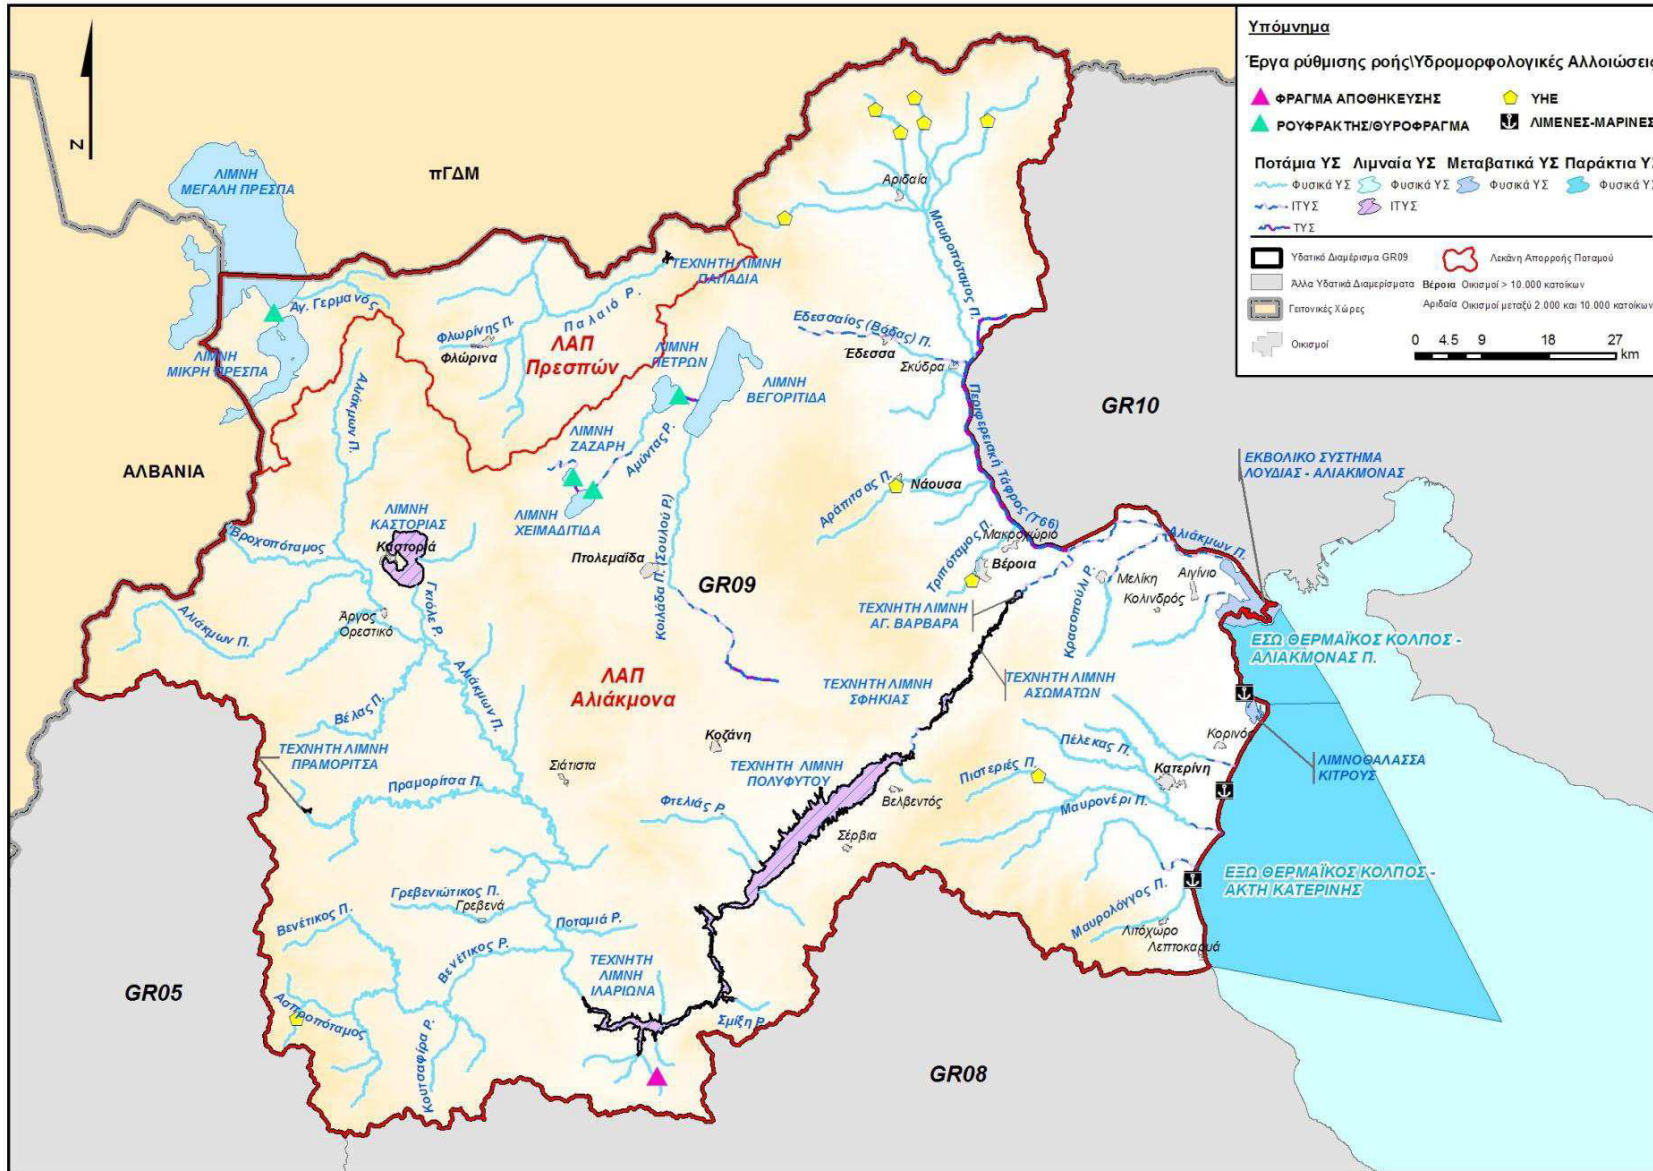 Υπόμνημα
Έργα ρύθμισης ροής\Υδρομορφολογικές Αλλοιώσεις
ΦΡΑΓΜΑ ΑΠΟΘΗΚΕΥΣΗΣ
ΥΗΕ
ΡΟΥΦΡΑΚΤΗΣ/ΘΥΡΟΦΡΑΓΜΑ
ΛΙΜΕΝΕΣ-ΜΑΡΙΝΕΣ
Ποτάμια ΥΣ Λιμναία ΥΣ Μεταβατικά ΥΣ Παράκτια ΥΣ
Φυσικά ΥΣ Φυσικά ΥΣ Φυσικά ΥΣ Φυσικά ΥΣ
ΙΤΥΣ ΙΤΥΣ
ΤΥΣ
Υδατικό Διαμέρισμα GR09
Λεκάνη Απορροής Ποταμού
Άλλα Υδατικά Διαμερίσματα
Βέροια Οικισμοί > 10.000 κατοίκων
Γειτονικές Χώρες
Αριδαία Οικισμοί μεταξύ 2.000 και 10.000 κατοίκων
Οικισμοί
0 4.5 9 18 27
km
Z
πΓΔΜ
ΛΙΜΝΗ
ΜΕΓΑΛΗ ΠΡΕΣΠΑ
Αριδαία
Μαυροπόταμος Π.
ΤΕΧΝΗΤΗ ΛΙΜΝΗ
ΠΑΠΑΔΙΑ
Αγ. Γερμανός
Παλαιό Ρ.
Φλωρίνης Π.
Φλώρινα
ΛΑΠ
Πρεσπών
ΛΙΜΝΗ
ΜΙΚΡΗ ΠΡΕΣΠΑ
ΛΙΜΝΗ
ΠΕΤΡΩΝ
ΛΙΜΝΗ
ΒΕΓΟΡΙΤΙΔΑ
Εδεσσαίος (Βόδας) Π.
Έδεσσα
Σκύδρα
Περιφερειακή Τάφρος (Τ66)
GR10
ΑΛΒΑΝΙΑ
Αλιάκμων Π.
ΛΙΜΝΗ
ΖΑΖΑΡΗ
Αμύντας Ρ.
ΛΙΜΝΗ
ΧΕΙΜΑΔΙΤΙΔΑ
ΕΚΒΟΛΙΚΟ ΣΥΣΤΗΜΑ
ΛΟΥΔΙΑΣ - ΑΛΙΑΚΜΟΝΑΣ
Νάουσα
Αράπιτσας Π.
ΛΙΜΝΗ
ΚΑΣΤΟΡΙΑΣ
Καστοριά
Βροχοπόταμος
Πτολεμαΐδα
Κοιλάδα Π. (Σουλού Ρ.)
GR09
Τριπόταμος Π.
Μακροχώριο
Βέροια
Αλιάκμων Π.
Κρασοπούλι Ρ.
Μελίκη
Αιγίνιο
Κολινδρός
Γκιόλε Ρ.
Άργος
Ορεστικό
Αλιάκμων Π.
Αλιάκμων Π.
ΤΕΧΝΗΤΗ ΛΙΜΝΗ
ΑΓ. ΒΑΡΒΑΡΑ
ΕΣΩ ΘΕΡΜΑΪΚΟΣ ΚΟΛΠΟΣ -
ΑΛΙΑΚΜΟΝΑΣ Π.
ΛΑΠ
Αλιάκμονα
ΤΕΧΝΗΤΗ ΛΙΜΝΗ
ΣΦΗΚΙΑΣ
ΤΕΧΝΗΤΗ ΛΙΜΝΗ
ΑΣΩΜΑΤΩΝ
Βέλας Π.
ΤΕΧΝΗΤΗ ΛΙΜΝΗ
ΠΡΑΜΟΡΙΤΣΑ
Πραμορίτσα Π.
Σιάτιστα
Κοζάνη
ΤΕΧΝΗΤΗ ΛΙΜΝΗ
ΠΟΛΥΦΥΤΟΥ
Πέλεκας Π.
Κορινός
ΛΙΜΝΟΘΑΛΑΣΣΑ
ΚΙΤΡΟΥΣ
Πιστεριές Π.
Κατερίνη
Φτελιάς Ρ.
Βελβεντός
Μαυρονέρι Π.
Σέρβια
ΕΞΩ ΘΕΡΜΑΪΚΟΣ ΚΟΛΠΟΣ -
ΑΚΤΗ ΚΑΤΕΡΙΝΗΣ
Γρεβενιώτικος Π.
Γρεβενά
Βενέτικος Π.
Ποταμιά Ρ.
Μαυρολόγγος Π.
Λιτόχωρο
Λεπτοκαρυά
Βενέτικος Ρ.
ΤΕΧΝΗΤΗ
ΛΙΜΝΗ
ΙΛΑΡΙΩΝΑ
GR05
Ασπροπόταμος
Κουτσαφίρα Ρ.
Σμίξη Ρ.
GR08